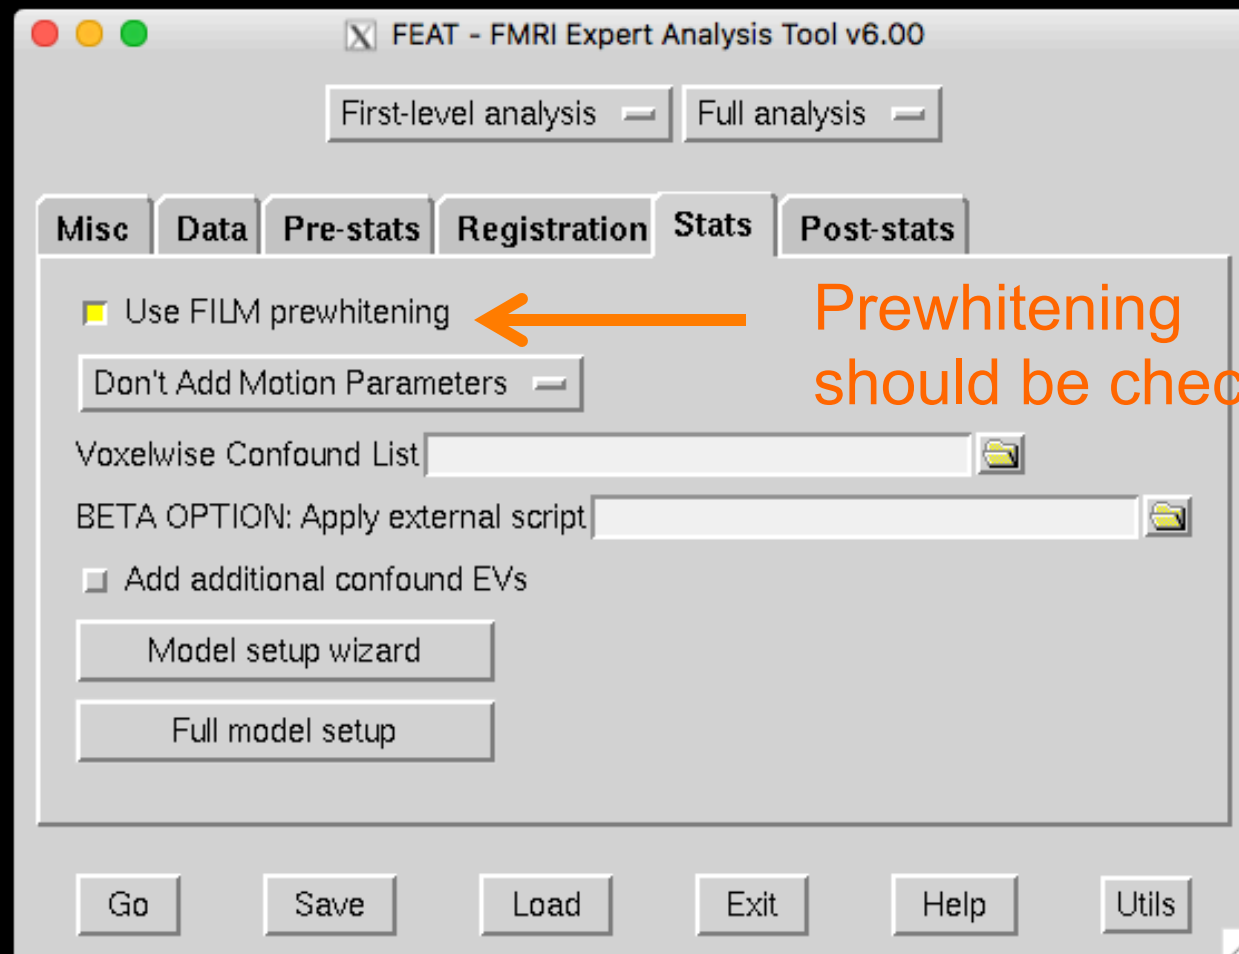 FEAT - FMRI Expert Analysis Tool v6.00
First-level analysis Full analysis
Misc Data Pre-stats Registration Stats Post-stats
Use FILM prewhitening
Prewhitening
Don't Add Motion Parameters
should be chec
Voxelwise Confound List
BETA OPTION: Apply external script
Add additional confound EVs
Model setup wizard
Full model setup
Go Save Load Exit Help Utils